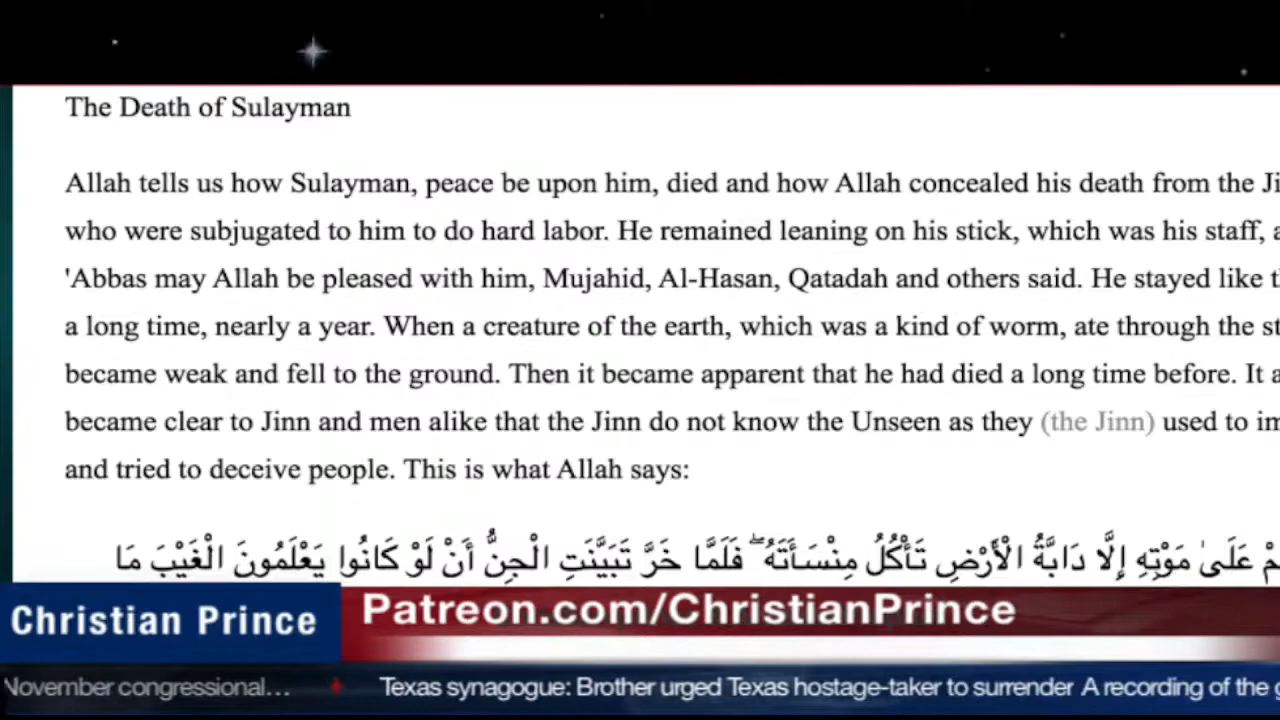 The Death of Sulayman
Allah tells us how Sulayman, peace be upon him, died and how Allah concealed his death from the Ji
who were subjugated to him to do hard labor. He remained leaning on his stick, which was his staff, a
'Abbas may Allah be pleased with him, Mujahid, Al-Hasan, Qatadah and others said. He stayed like th
a long time, nearly a year. When a creature of the earth, which was a kind of worm, ate through the st
became weak and fell to the ground. Then it became apparent that he had died a long time before. It a
became clear to Jinn and men alike that the Jinn do not know the Unseen as they (the Jinn) used to im
and tried to deceive people. This is what Allah says:
مْ عَلَىٰ مَوْتِهِ إِلَّا دَابَّةُ الْأَرْضِ تَأْكُلُ مِنْسَأَتَهُ ۖ فَلَمَّا خَرَّ تَبَيَّنَتِ الْجِنُّ أَنْ لَوْ كَانُوا يَعْلَمُونَ الْغَيْبَ مَا
Christian Prince
Patreon.com/ChristianPrince
November congressional... Texas synagogue: Brother urged Texas hostage-taker to surrender A recording of the g